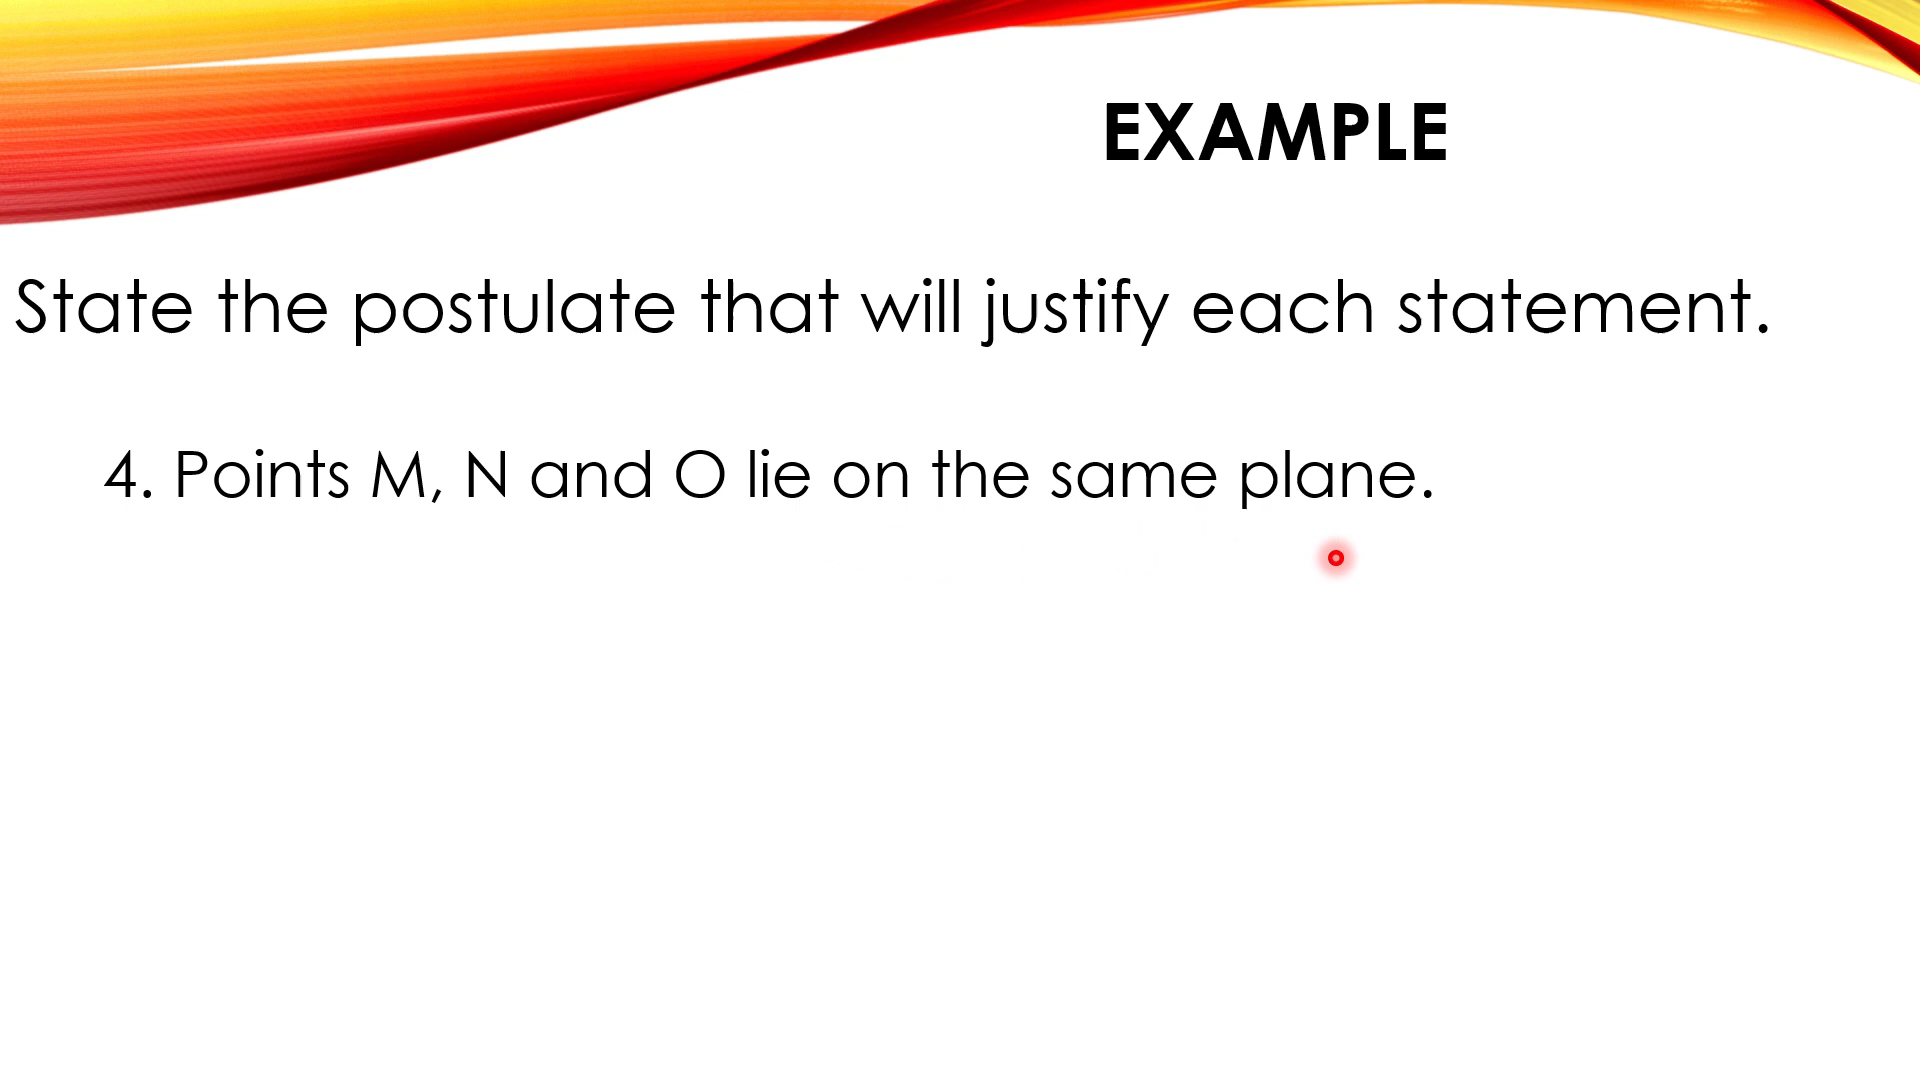 EXAMPLE
State the postulate that will justify each statement.
4. Points M, N and O lie on the same plane.